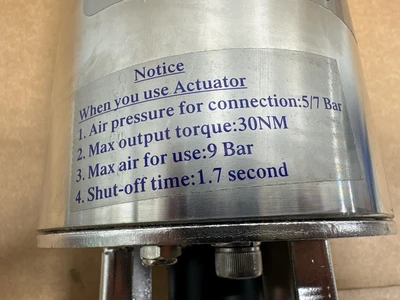 Notice
When you use Actuator
1. Air pressure for connection:5/7 Bar
2. Max output torque:30NM
3. Max air for use:9 Bar
4. Shut-off time:1.7 second